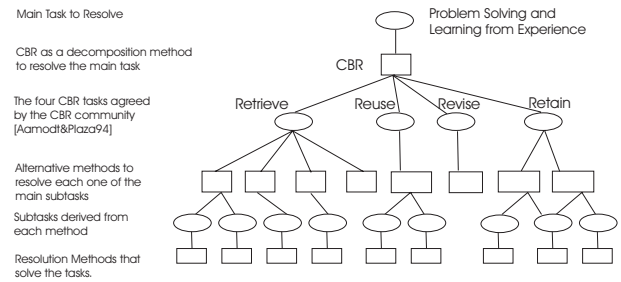 Main Task to Resolve
Problem Solving and
Learning from Experience
CBR as a decomposition method
to resolve the main task
CBR
The four CBR tasks agreed
by the CBR community
[Aamodt&Plaza94]
Retrieve
Reuse
Revise
Retain
Alternative methods to
resolve each one of the
main subtasks
Subtasks derived from
each method
Resolution Methods that
solve the tasks.